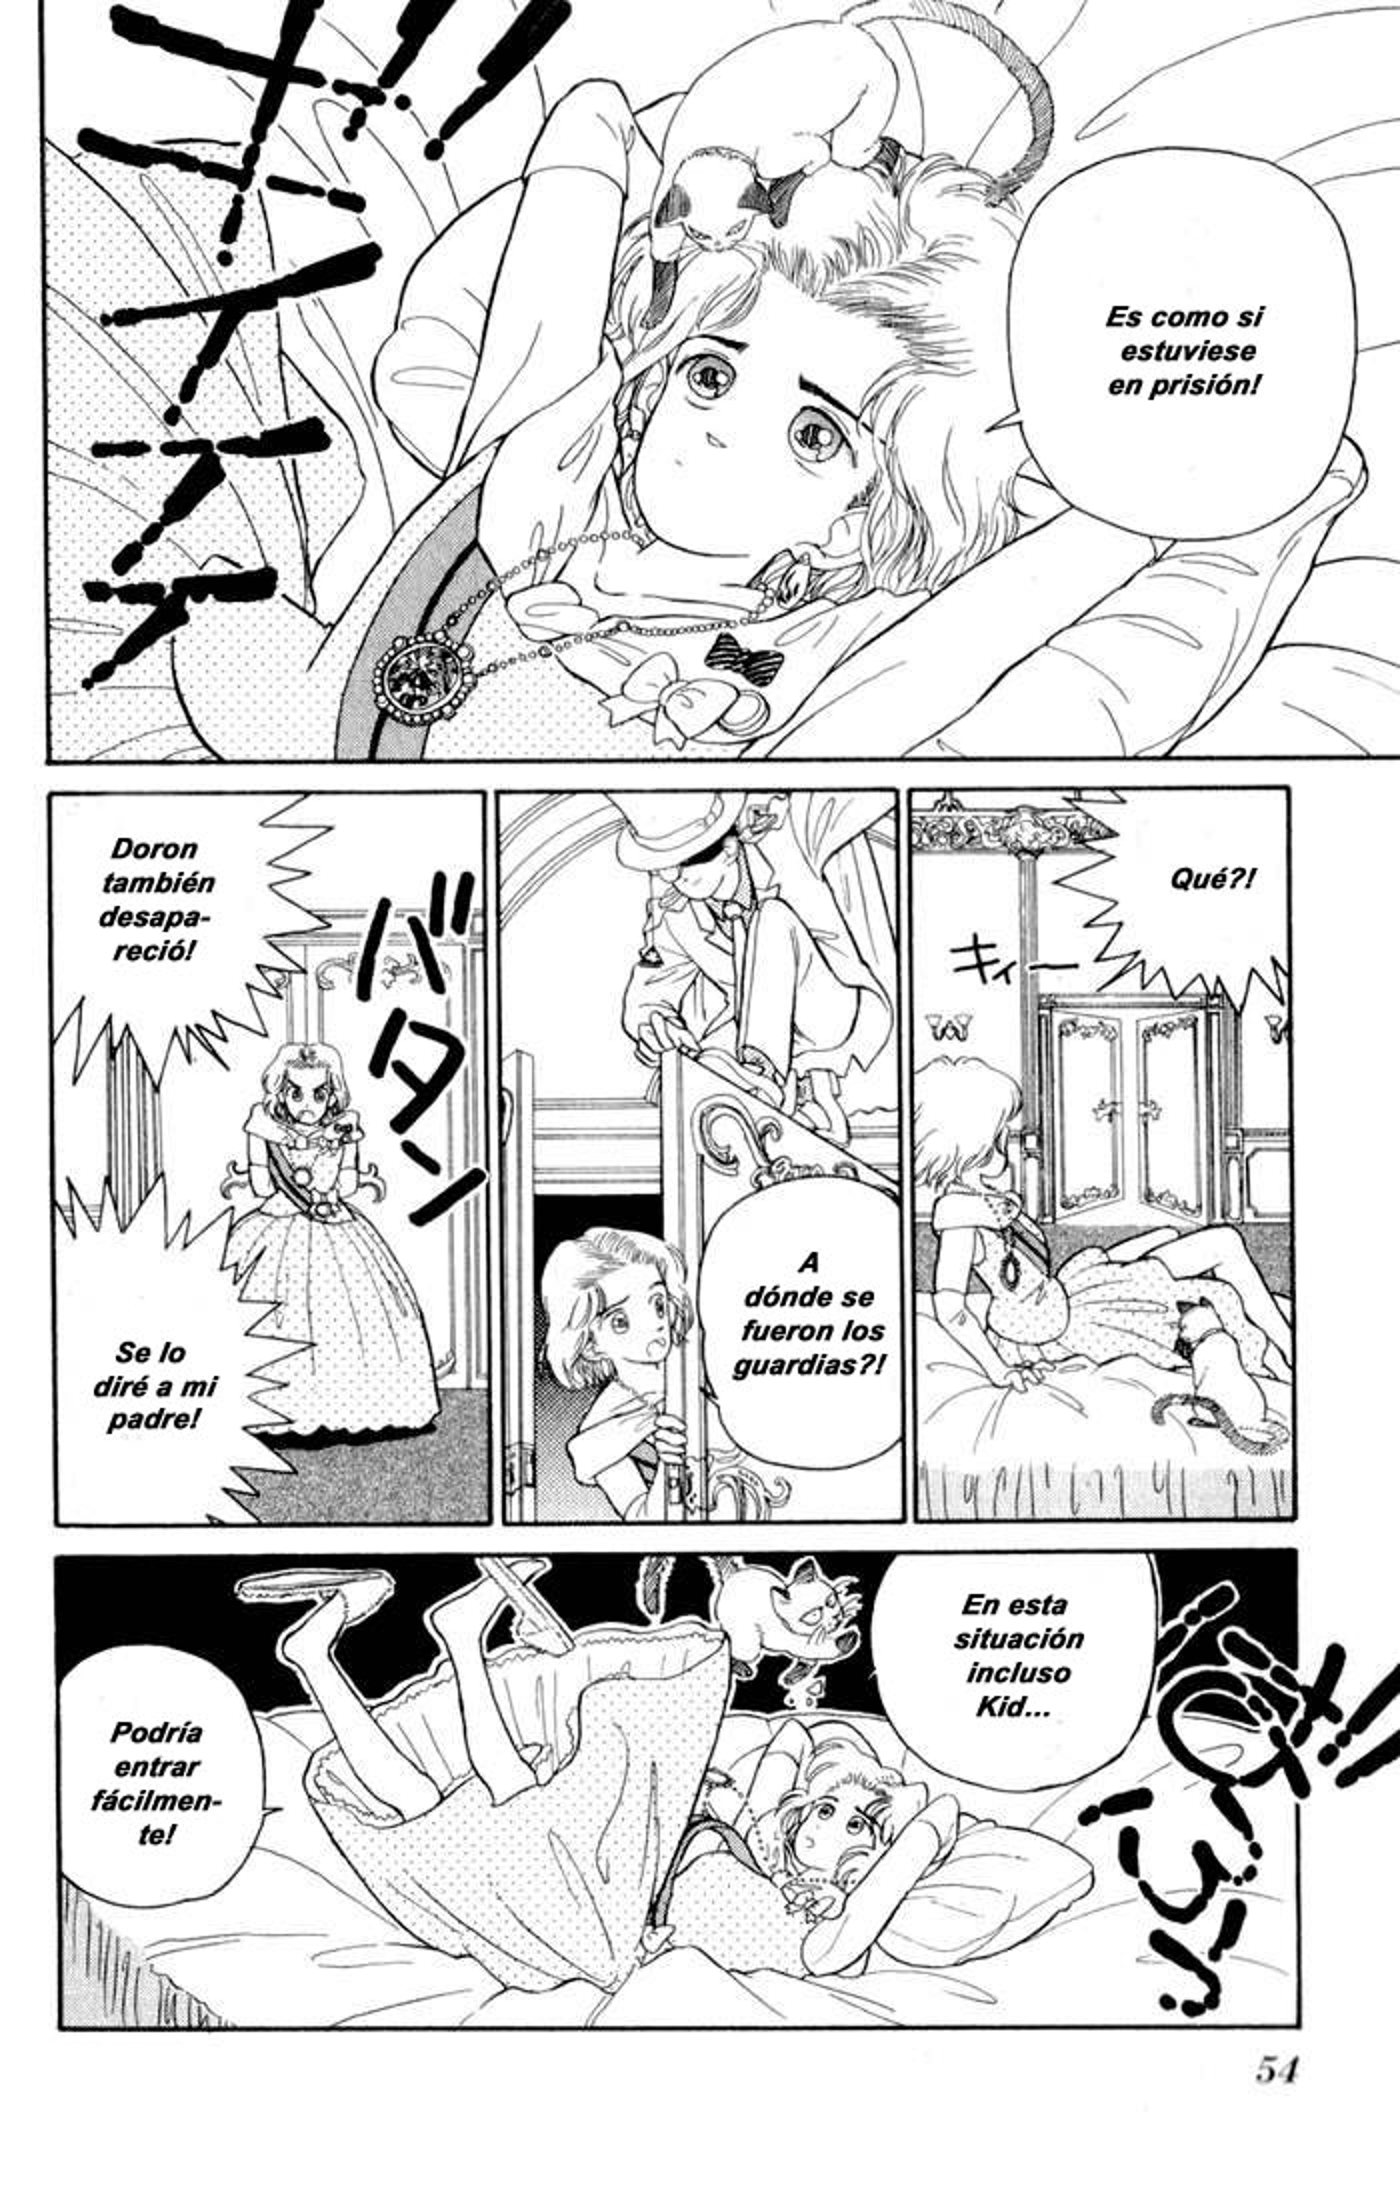 Es como si
estuviese
en prisión!
Qué?!
キィー
A
dónde se
fueron los
guardias?!
Doron
también
desapa-
reció!
バタン
Se lo
diré a mi
padre!
En esta
situación
incluso
Kid...
Podría
entrar
fácilmen-
te!
54